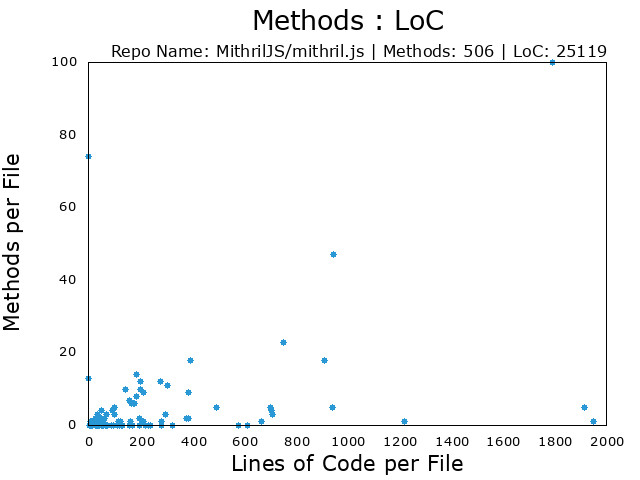 Methods : LoC
Repo Name: MithrilJS/mithril.js | Methods: 506 | LoC: 25119
100
80
60
40
20
0
Methods per File
0 200 400 600 800 1000 1200 1400 1600 1800 2000
Lines of Code per File